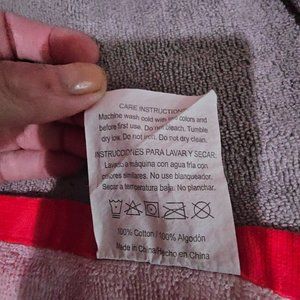 CARE INSTRUCTION
Machine wash cold with like colors and
before first use. Do not bleach. Tumble
dry low. Do not iron. Do not dry clean.
INSTRUCCIONES PARA LAVAR Y SECAR:
Lavado a máquina con agua fria con
colores similares. No use blanqueador.
Secar a temperatura baja. No planchar.
100% Cotton / 100% Algodón
Made in China/Hecho en China